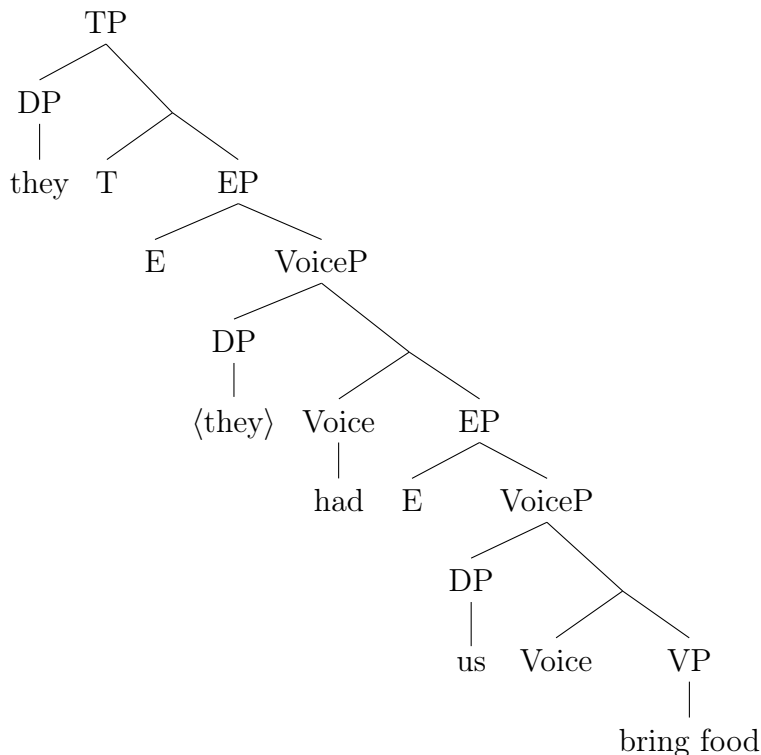 TP
DP
they T EP
E VoiceP
DP
⟨they⟩ Voice EP
had E VoiceP
DP
us Voice VP
bring food